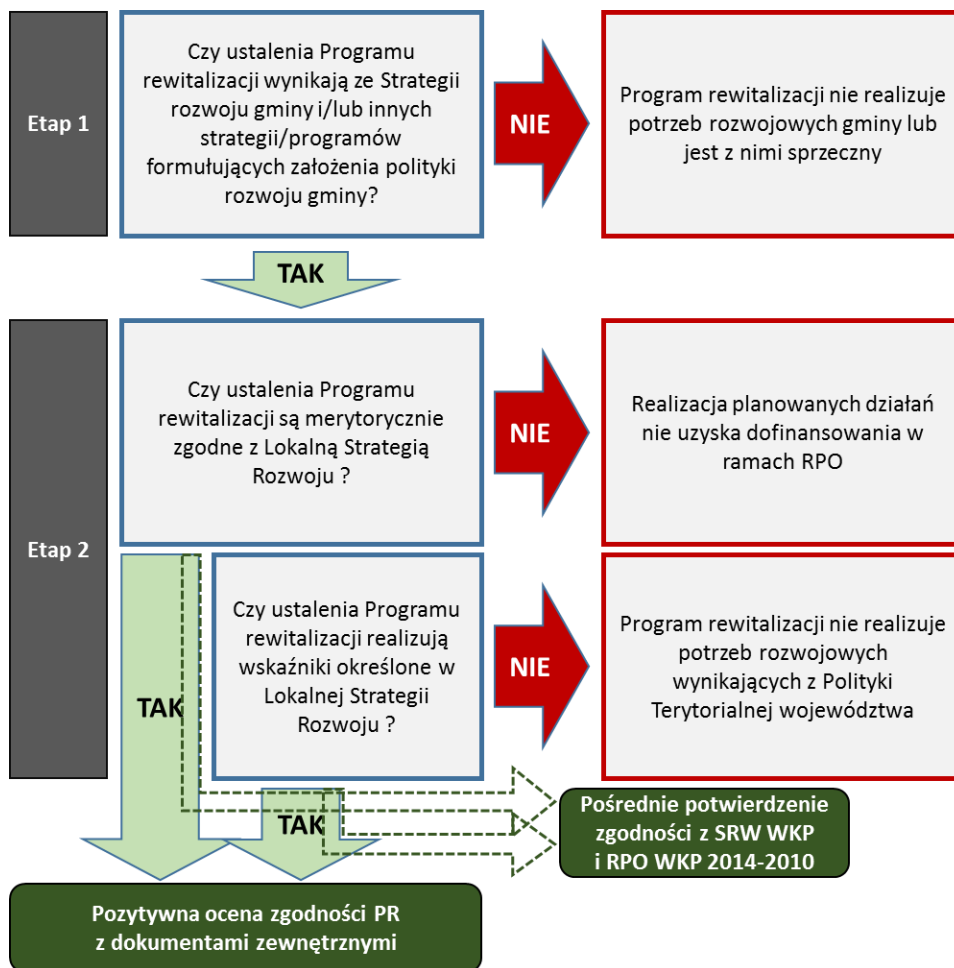 Etap 1
Czy ustalenia Programu
rewitalizacji wynikają ze Strategii
rozwoju gminy i/lub innych
strategii/programów
formułujących założenia polityki
rozwoju gminy?
NIE
Program rewitalizacji nie realizuje
potrzeb rozwojowych gminy lub
jest z nimi sprzeczny
TAK
Etap 2
Czy ustalenia Programu
rewitalizacji są merytorycznie
zgodne z Lokalną Strategią
Rozwoju ?
NIE
Realizacja planowanych działań
nie uzyska dofinansowania w
ramach RPO
Czy ustalenia Programu
rewitalizacji realizują
wskaźniki określone w
Lokalnej Strategii
Rozwoju ?
NIE
Program rewitalizacji nie realizuje
potrzeb rozwojowych
wynikających z Polityki
Terytorialnej województwa
TAK
TAK
Pośrednie potwierdzenie
zgodności z SRW WKP
i RPO WKP 2014-2010
Pozytywna ocena zgodności PR
z dokumentami zewnętrznymi